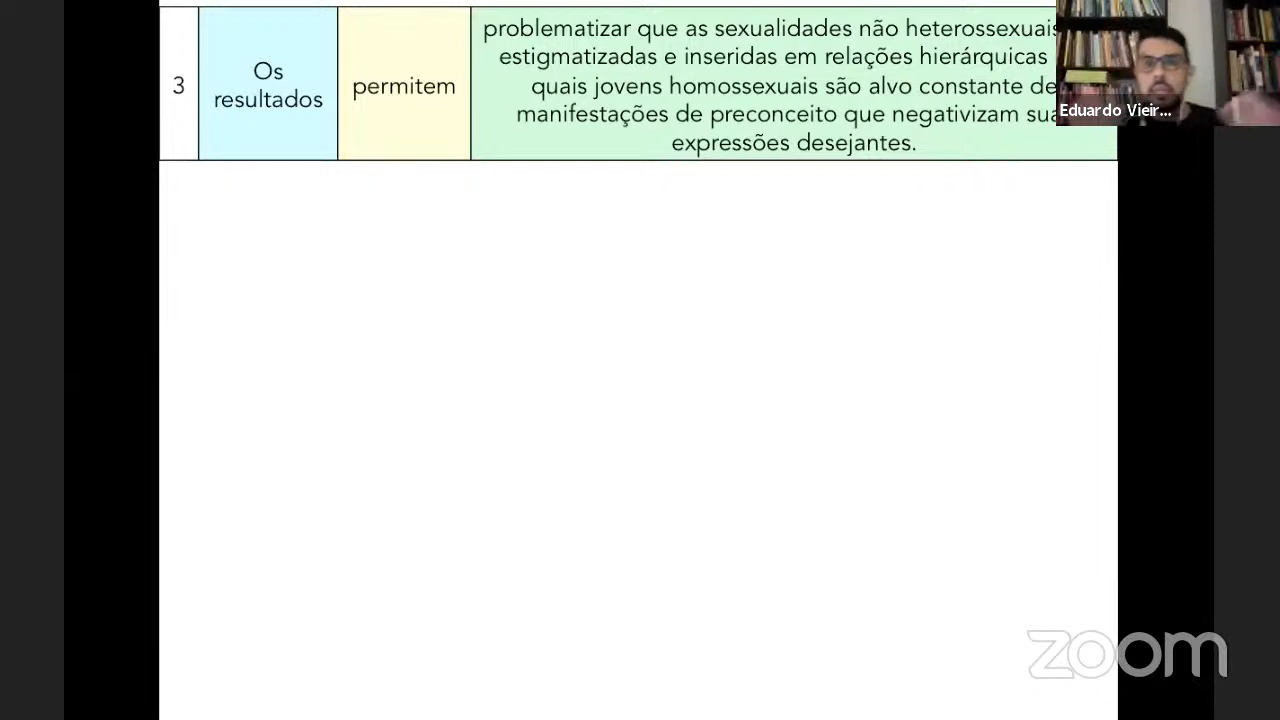 3
Os
resultados
permitem
problematizar que as sexualidades não heterossexuais
estigmatizadas e inseridas em relações hierárquicas
quais jovens homossexuais são alvo constante de
manifestações de preconceito que negativizam sua
expressões desejantes.
Eduardo Vieir...
zoom